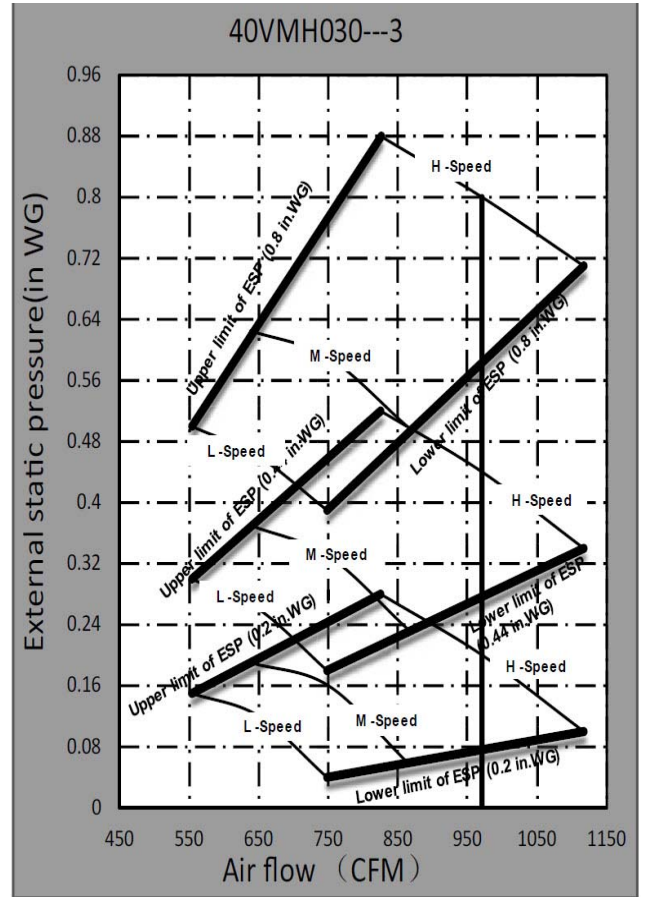 40VMH030---3
External static pressure(in WG)
0.96
0.88
0.8
0.72
0.64
0.56
0.48
0.4
0.32
0.24
0.16
0.08
0
H -Speed
Upper limit of ESP (0.8 in.WG)
M -Speed
Lower limit of ESP (0.8 in.WG)
L -Speed
Upper limit of ESP in.WG)
H -Speed
M -Speed
L -Speed
Lower limit of ESP
(0.44 in.WG)
Upper limit of ESP (0.2 in.WG)
H -Speed
L -Speed
M -Speed
Lower limit of ESP (0.2 in.WG)
450 550 650 750 850 950 1050 1150
Air flow （CFM）